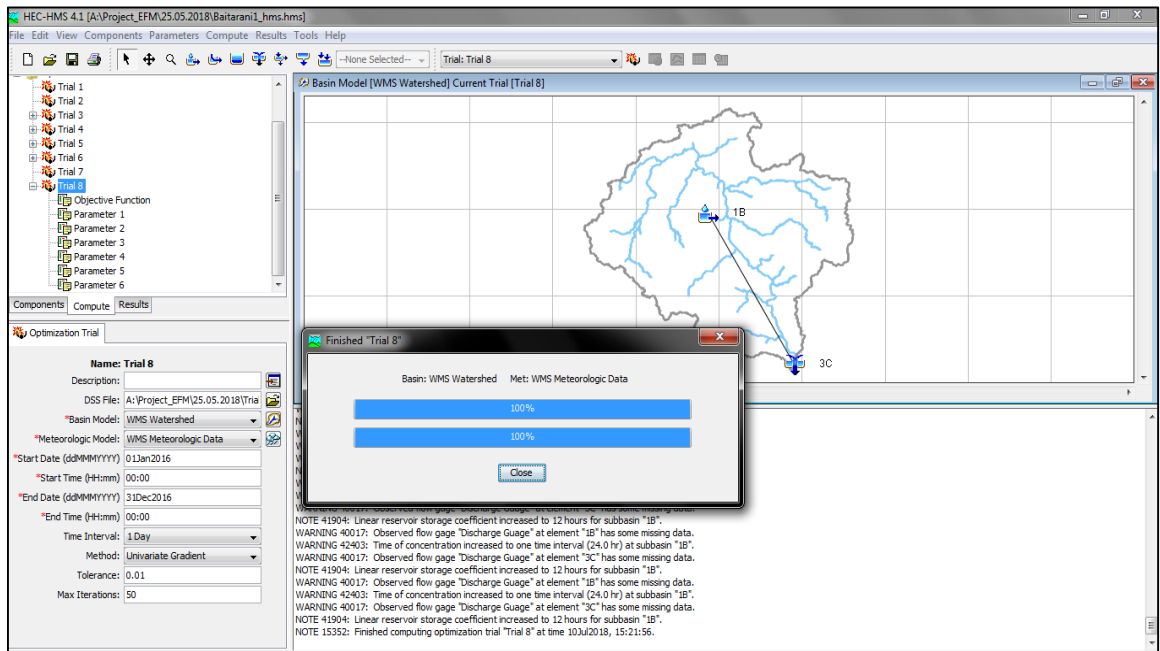 HEC-HMS 4.1 [A:\Project_EFM\25.05.2018\Baitarani1_hms.hms]
File Edit View Components Parameters Compute Results Tools Help
--None Selected-- Trial: Trial 8
Trial 1
Trial 2
Trial 3
Trial 4
Trial 5
Trial 6
Trial 7
Trial 8
Objective Function
Parameter 1
Parameter 2
Parameter 3
Parameter 4
Parameter 5
Parameter 6
Components Compute Results
Optimization Trial
Name: Trial 8
Description:
DSS File: A:\Project_EFM\25.05.2018\Tria
*Basin Model: WMS Watershed
*Meteorologic Model: WMS Meteorologic Data
*Start Date (ddMMMYYYY) 01Jan2016
*Start Time (HH:mm) 00:00
*End Date (ddMMMYYYY) 31Dec2016
*End Time (HH:mm) 00:00
Time Interval: 1 Day
Method: Univariate Gradient
Tolerance: 0.01
Max Iterations: 50
Basin Model [WMS Watershed] Current Trial [Trial 8]
1B
3C
Finished "Trial 8"
Basin: WMS Watershed Met: WMS Meteorologic Data
100%
100%
Close
WARNING 40017: Observed flow gage "Discharge Guage" at element "3C" has some missing data.
NOTE 41904: Linear reservoir storage coefficient increased to 12 hours for subbasin "1B".
WARNING 40017: Observed flow gage "Discharge Guage" at element "1B" has some missing data.
WARNING 42403: Time of concentration increased to one time interval (24.0 hr) at subbasin "1B".
WARNING 40017: Observed flow gage "Discharge Guage" at element "3C" has some missing data.
NOTE 41904: Linear reservoir storage coefficient increased to 12 hours for subbasin "1B".
WARNING 40017: Observed flow gage "Discharge Guage" at element "1B" has some missing data.
WARNING 42403: Time of concentration increased to one time interval (24.0 hr) at subbasin "1B".
WARNING 40017: Observed flow gage "Discharge Guage" at element "3C" has some missing data.
NOTE 41904: Linear reservoir storage coefficient increased to 12 hours for subbasin "1B".
NOTE 15352: Finished computing optimization trial "Trial 8" at time 10Jul2018, 15:21:56.